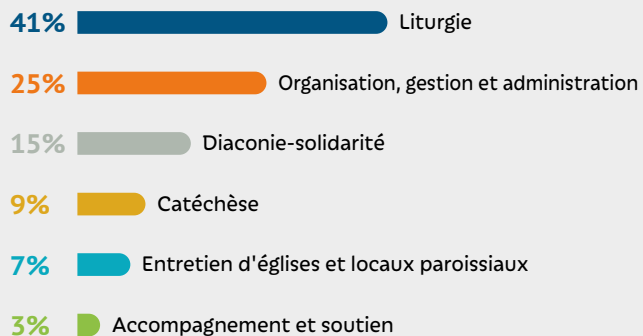 41% Liturgie
25% Organisation, gestion et administration
15% Diaconie-solidarité
9% Catéchèse
7% Entretien d'églises et locaux paroissiaux
3% Accompagnement et soutien